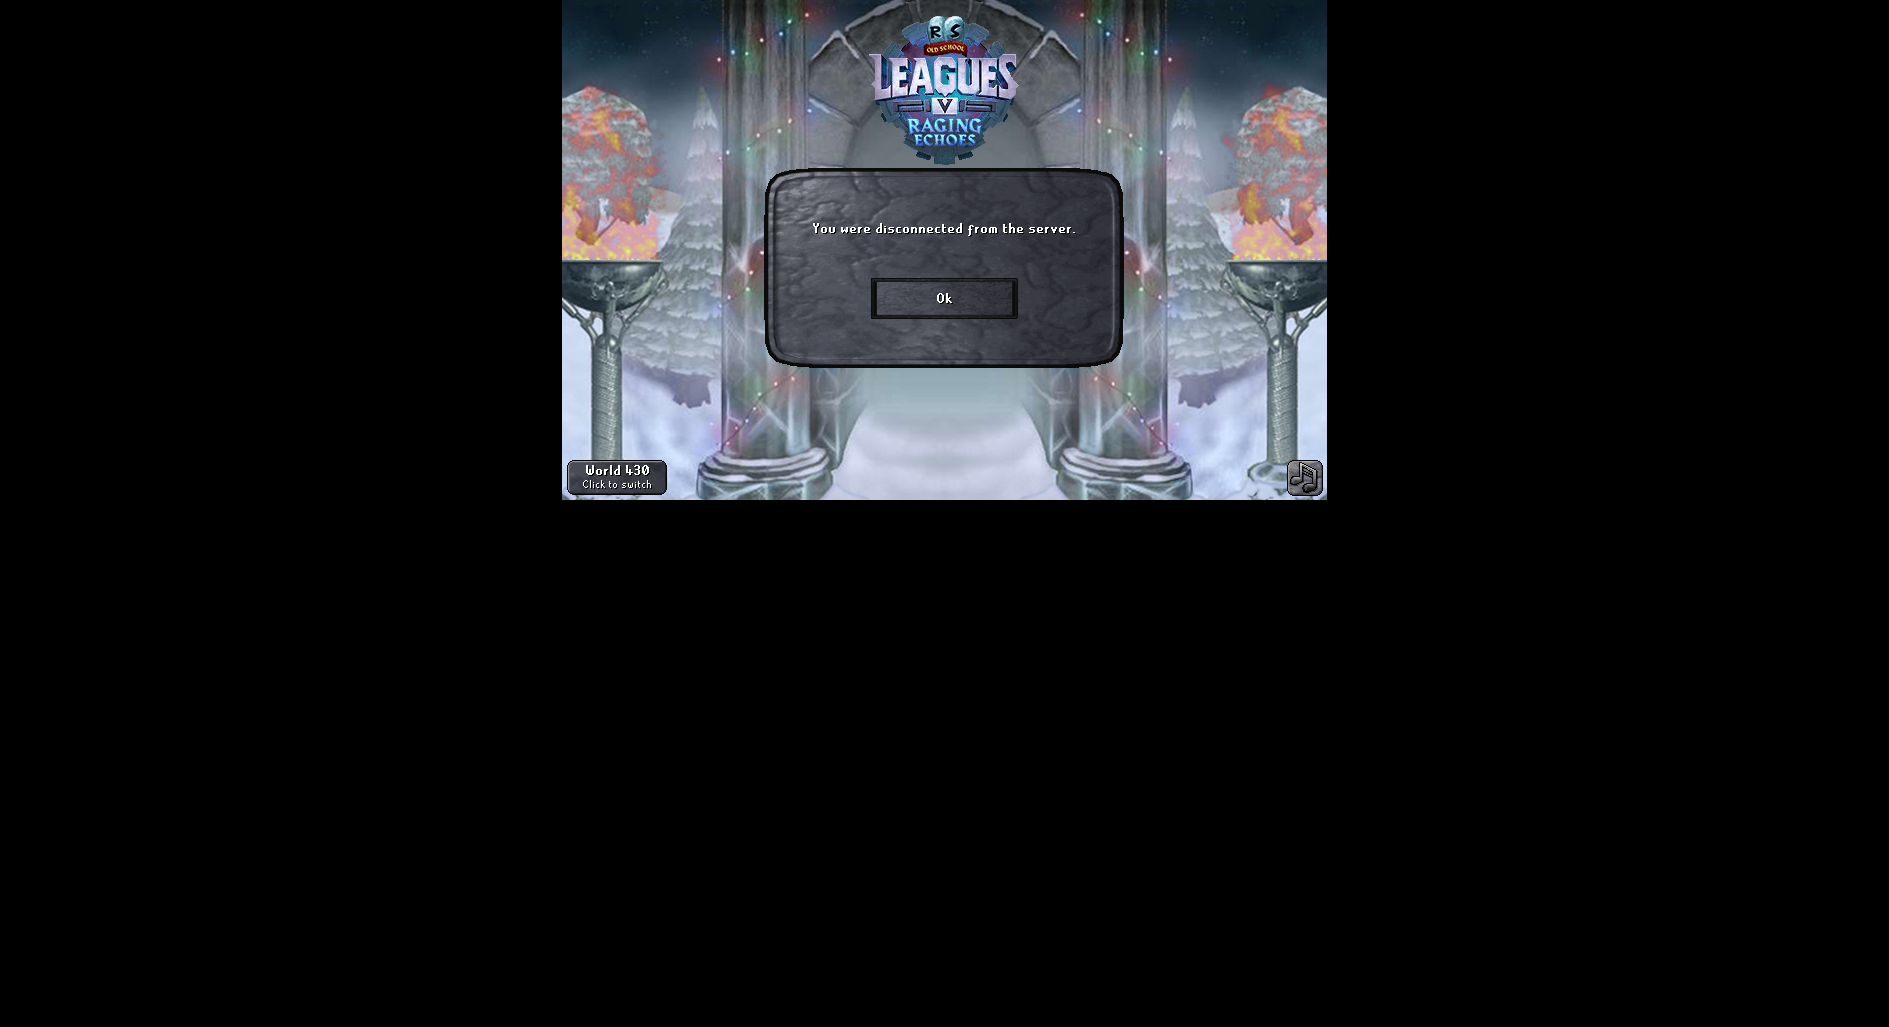 RS
OLD SCHOOL
LEAGUES
V
RAGING
ECHOES
You were disconnected from the server.
Ok
World 430
Click to switch